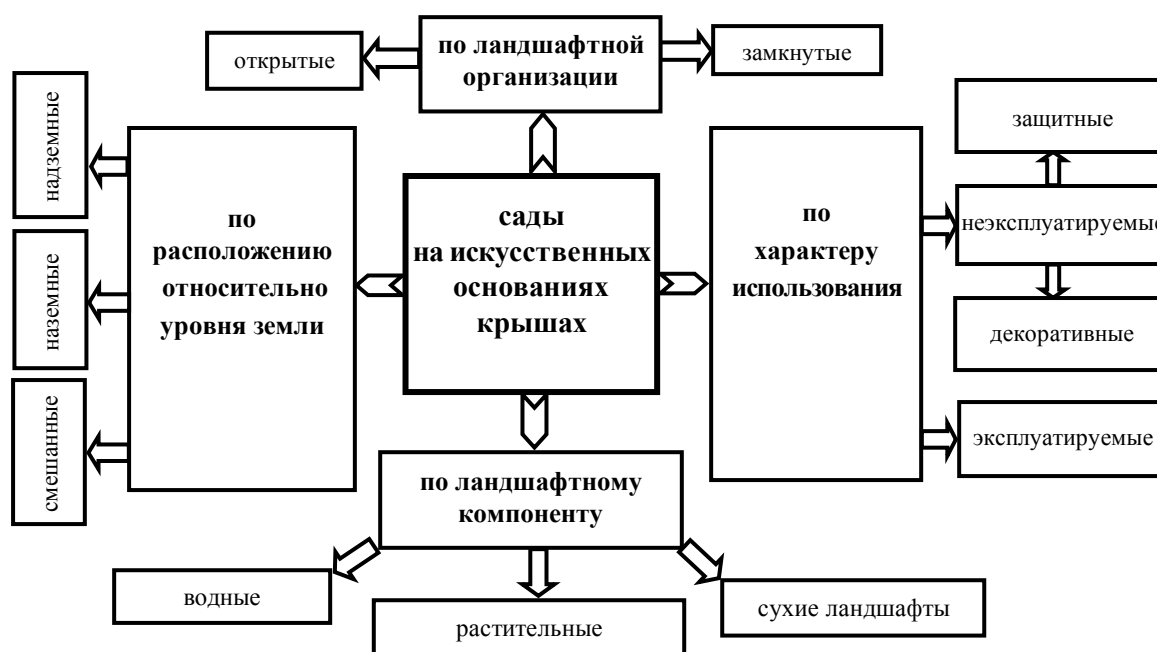 по ландшафтной
организации
открытые
замкнутые
надземные
наземные
смешанные
по
расположению
относительно
уровня земли
сады
на искусственных
основаниях
крышах
по
характеру
использования
защитные
неэксплуатируемые
декоративные
эксплуатируемые
по ландшафтному
компоненту
водные
растительные
сухие ландшафты